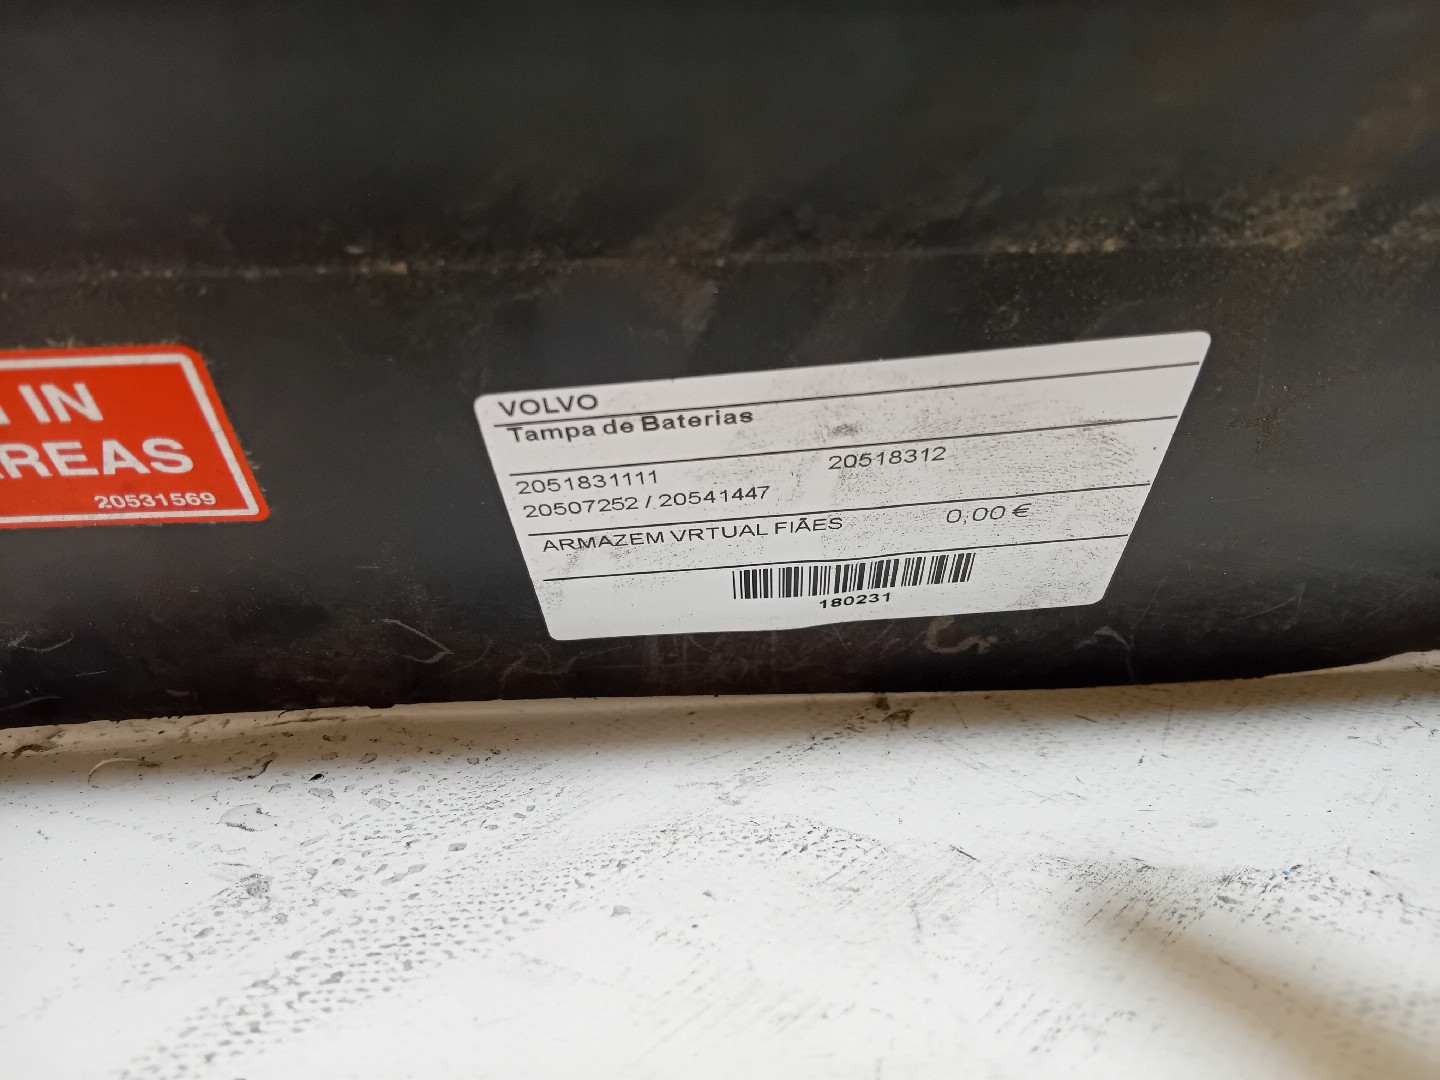 IN
REAS
20531569
VOLVO
Tampa de Baterias
2051831111 20518312
20507252 / 20541447
ARMAZEM VRTUAL FIÃES 0,00 €
180231